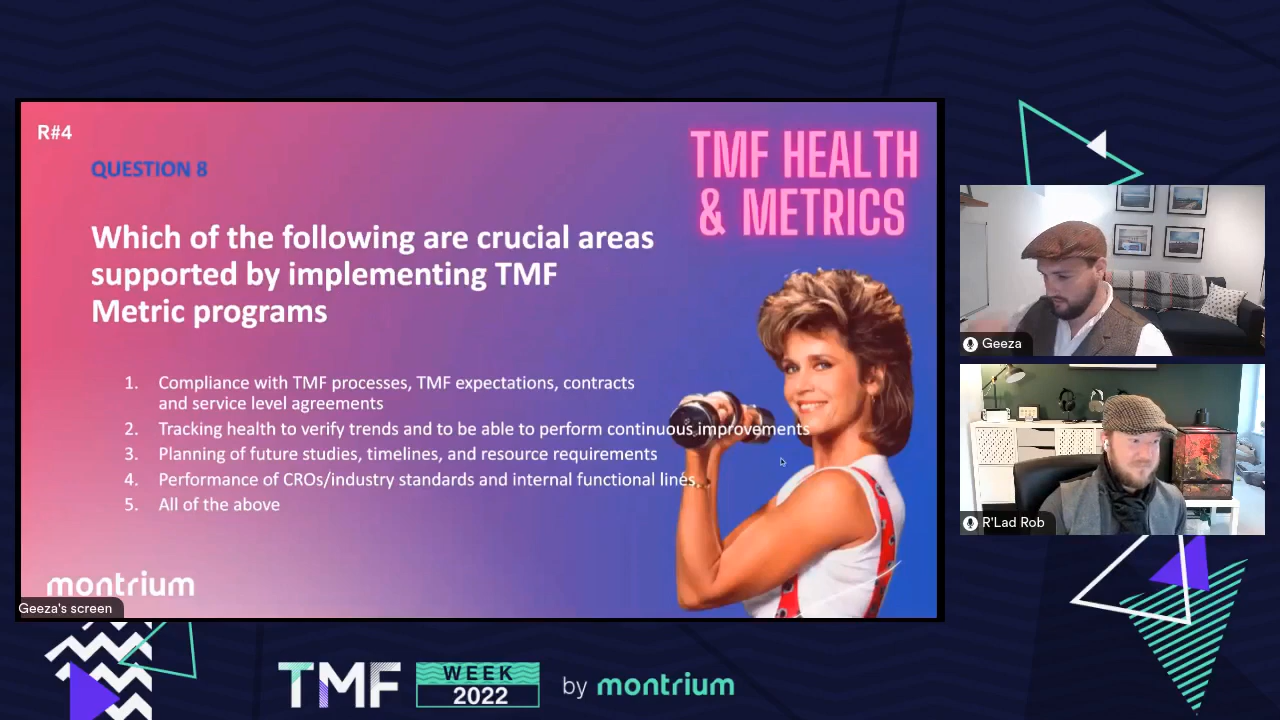 R#4
QUESTION 8
TMF HEALTH
& METRICS
Which of the following are crucial areas
supported by implementing TMF
Metric programs
1. Compliance with TMF processes, TMF expectations, contracts
and service level agreements
2. Tracking health to verify trends and to be able to perform continuous improvements
3. Planning of future studies, timelines, and resource requirements
4. Performance of CROs/industry standards and internal functional lines.
5. All of the above
montrium
Geeza's screen
Geeza
R'Lad Rob
TMF WEEK 2022 by montrium